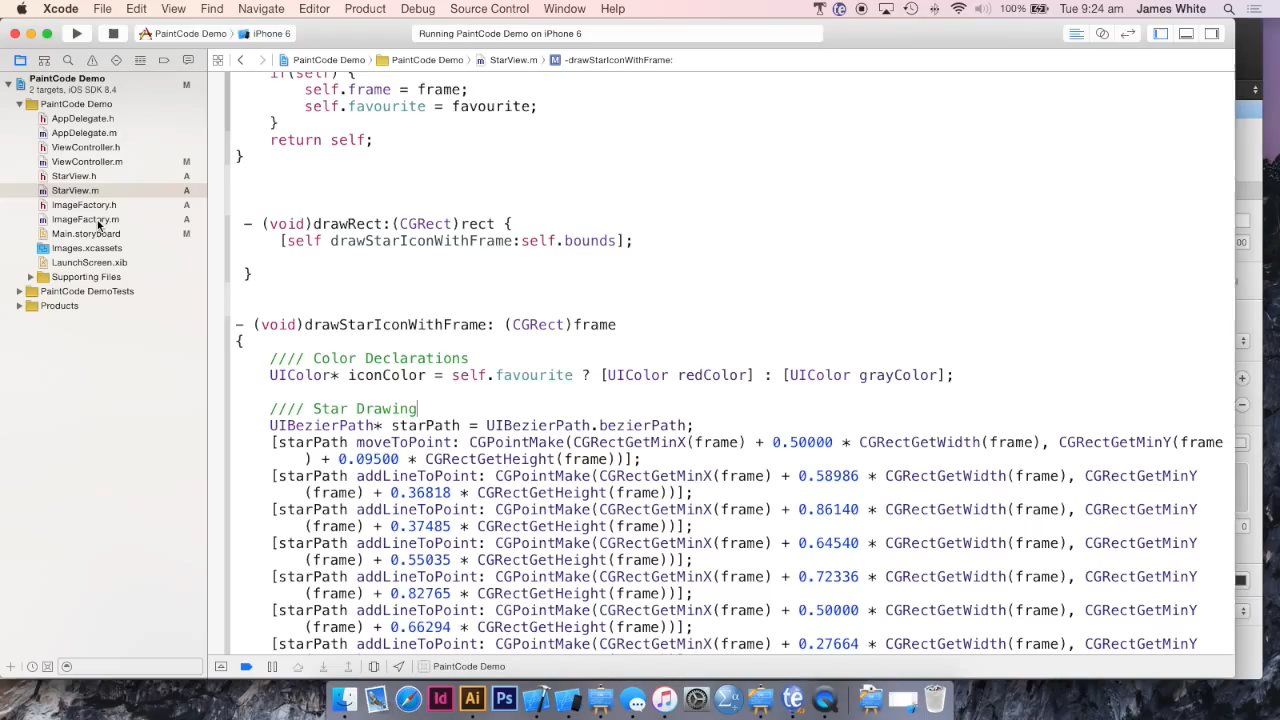 Xcode File Edit View Find Navigate Editor Product Debug Source Control Window Help 100% Tue 9:24 am James White
PaintCode Demo iPhone 6 Running PaintCode Demo on iPhone 6
PaintCode Demo PaintCode Demo StarView.m M -drawStarIconWithFrame:
PaintCode Demo M
2 targets, iOS SDK 8.4
PaintCode Demo
h AppDelegate.h
m AppDelegate.m
h ViewController.h
m ViewController.m M
h StarView.h A
m StarView.m A
h ImageFactory.h A
m ImageFactory.m A
Main.storyboard M
Images.xcassets
LaunchScreen.xib
Supporting Files
PaintCode DemoTests
Products
if(self) {
self.frame = frame;
self.favourite = favourite;
}
return self;
}
- (void)drawRect:(CGRect)rect {
[self drawStarIconWithFrame:self.bounds];
}
- (void)drawStarIconWithFrame: (CGRect)frame
{
//// Color Declarations
UIColor* iconColor = self.favourite ? [UIColor redColor] : [UIColor grayColor];
//// Star Drawing
UIBezierPath* starPath = UIBezierPath.bezierPath;
[starPath moveToPoint: CGPointMake(CGRectGetMinX(frame) + 0.50000 * CGRectGetWidth(frame), CGRectGetMinY(frame
) + 0.09500 * CGRectGetHeight(frame))];
[starPath addLineToPoint: CGPointMake(CGRectGetMinX(frame) + 0.58986 * CGRectGetWidth(frame), CGRectGetMinY
(frame) + 0.36818 * CGRectGetHeight(frame))];
[starPath addLineToPoint: CGPointMake(CGRectGetMinX(frame) + 0.86140 * CGRectGetWidth(frame), CGRectGetMinY
(frame) + 0.37485 * CGRectGetHeight(frame))];
[starPath addLineToPoint: CGPointMake(CGRectGetMinX(frame) + 0.64540 * CGRectGetWidth(frame), CGRectGetMinY
(frame) + 0.55035 * CGRectGetHeight(frame))];
[starPath addLineToPoint: CGPointMake(CGRectGetMinX(frame) + 0.72336 * CGRectGetWidth(frame), CGRectGetMinY
(frame) + 0.82765 * CGRectGetHeight(frame))];
[starPath addLineToPoint: CGPointMake(CGRectGetMinX(frame) + 0.50000 * CGRectGetWidth(frame), CGRectGetMinY
(frame) + 0.66294 * CGRectGetHeight(frame))];
[starPath addLineToPoint: CGPointMake(CGRectGetMinX(frame) + 0.27664 * CGRectGetWidth(frame), CGRectGetMinY
PaintCode Demo
00
0
Id Ai Ps te